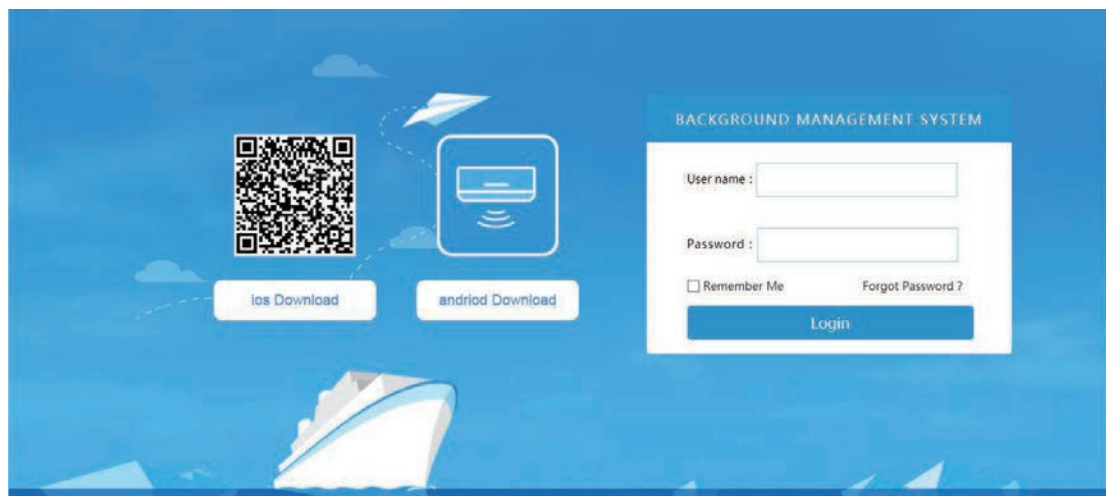 BACKGROUND MANAGEMENT SYSTEM
User name :
Password :
Remember Me
Forgot Password ?
Login
ios Download
andriod Download